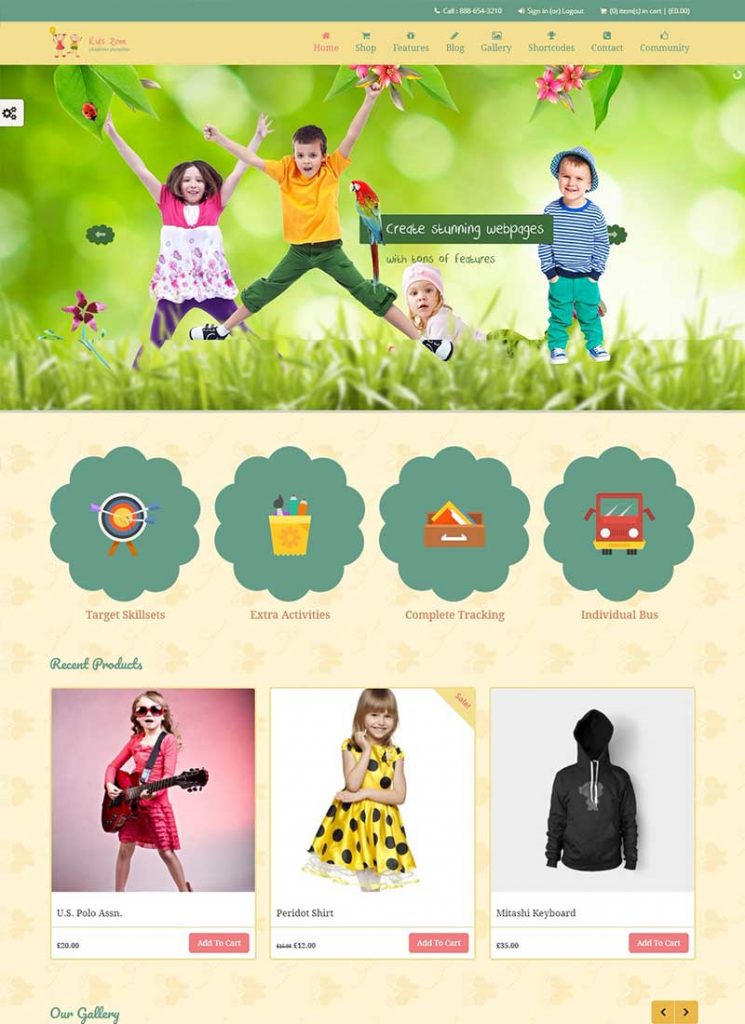 Call : 888-654-3210 Sign in (or) Logout (0) item(s) in cart | (£0.00)
Kids Zone
Home Shop Features Blog Gallery Shortcodes Contact Community
Create stunning webpages
with tons of features
Target Skillsets Extra Activities Complete Tracking Individual Bus
Recent Products
Sale!
U.S. Polo Assn. Peridot Shirt Mitashi Keyboard
£20.00 Add To Cart £12.00 Add To Cart £35.00 Add To Cart
Our Gallery